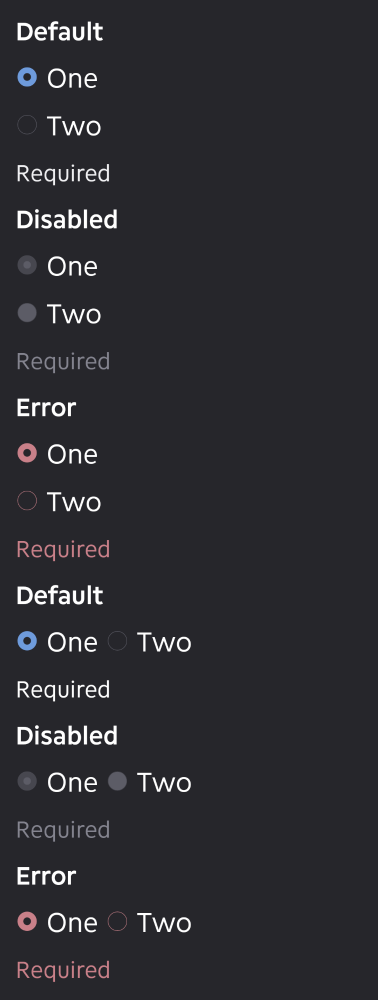 Default
One
Two
Required
Disabled
One
Two
Required
Error
One
Two
Required
Default
One Two
Required
Disabled
One Two
Required
Error
One Two
Required